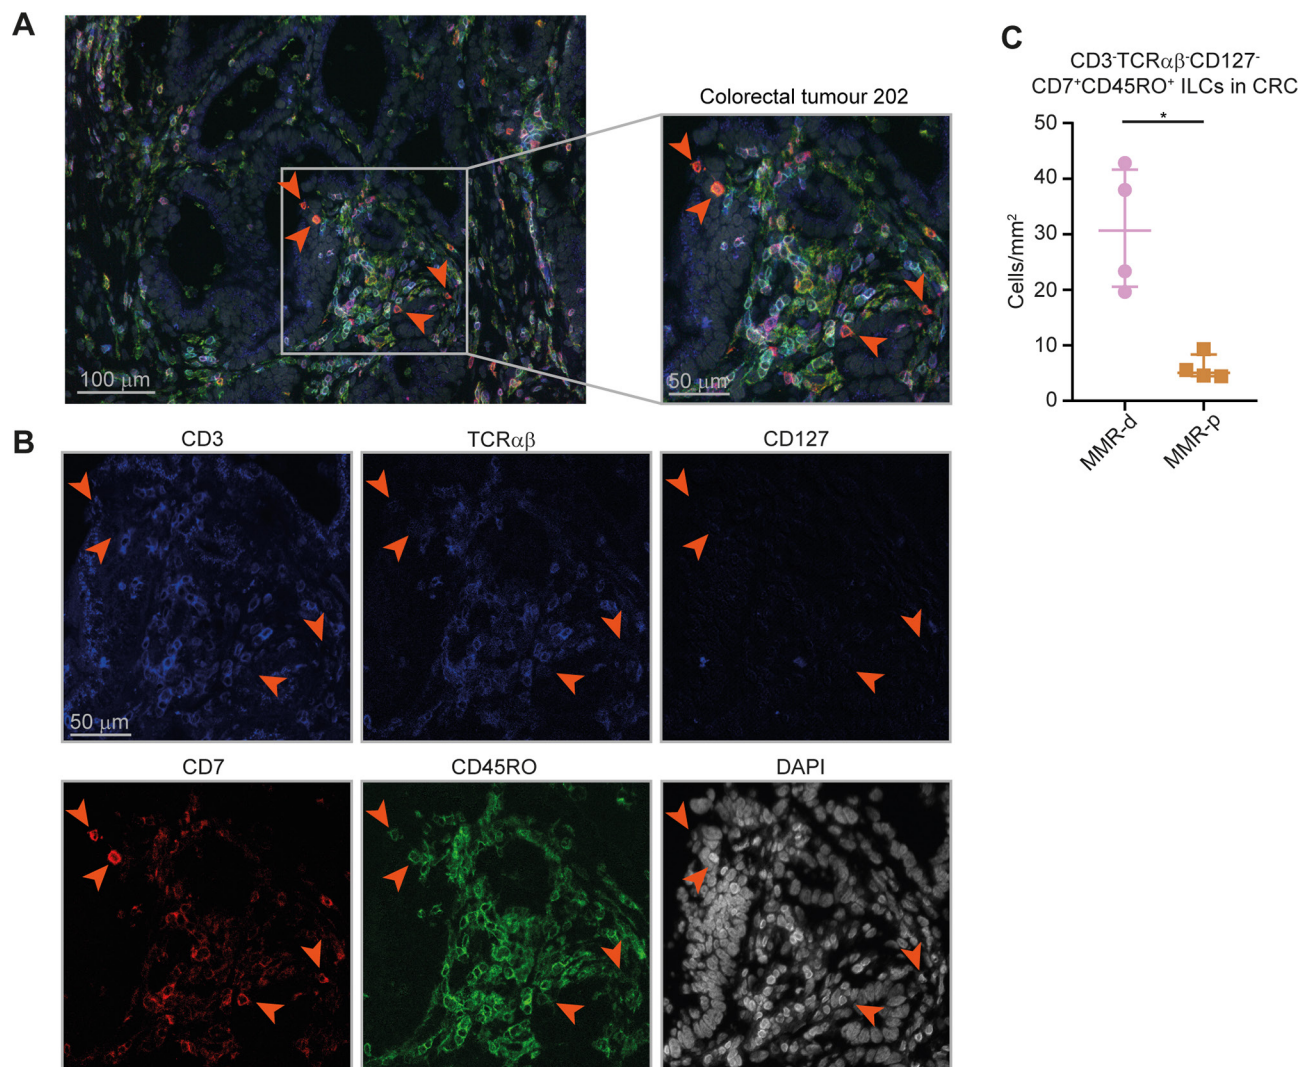 A
Colorectal tumour 202
100 μm
50 μm
C
CD3-TCRαβ-CD127-
CD7+CD45RO+ ILCs in CRC
*
Cells/mm2
50
40
30
20
10
0
MMR-d
MMR-p
B
CD3
TCRαβ
CD127
50 μm
CD7
CD45RO
DAPI